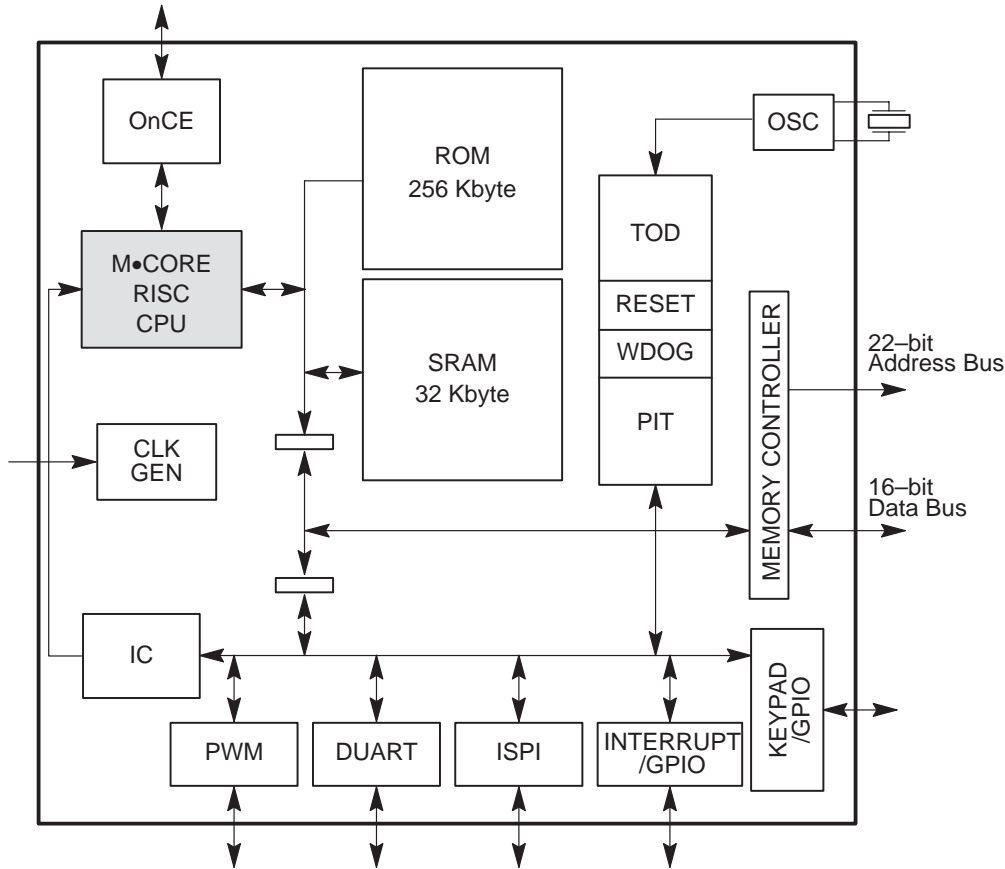 OnCE
ROM
256 Kbyte
OSC
TOD
M•CORE
RISC
CPU
RESET
WDOG
PIT
SRAM
32 Kbyte
MEMORY CONTROLLER
22–bit
Address Bus
CLK
GEN
16–bit
Data Bus
IC
KEYPAD
/GPIO
PWM
DUART
ISPI
INTERRUPT
/GPIO